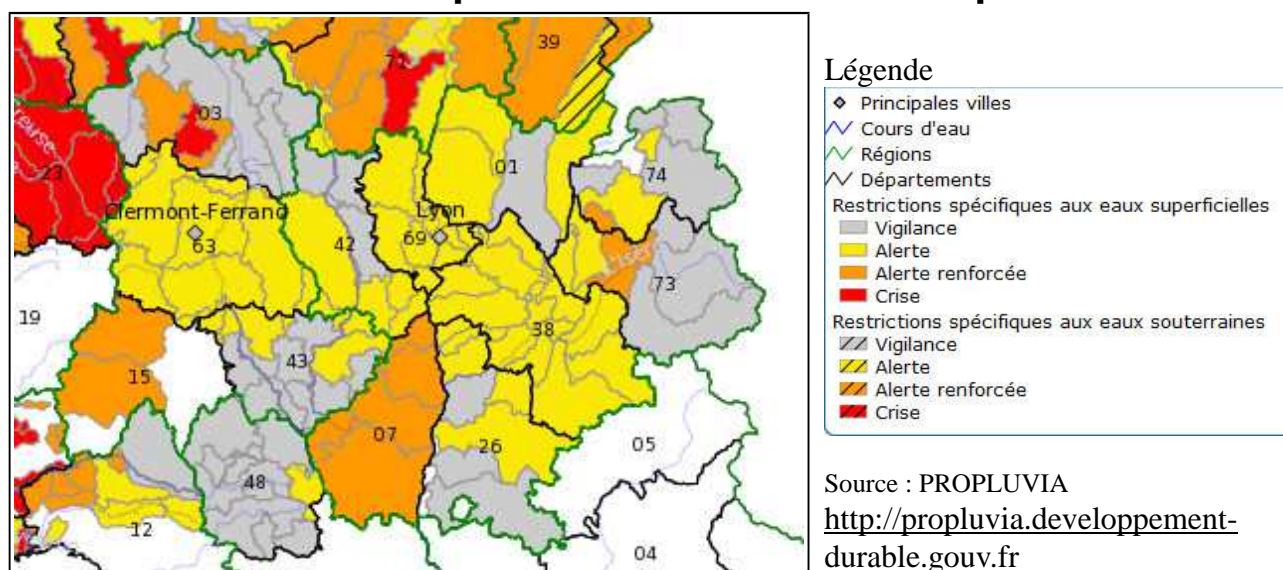 39
71
03
01
Creuse
23
74
Clermont-Ferrand
Lyon
63
42
69
Isère
73
19
38
15
43
07
26
05
48
12
04
Légende
Principales villes
Cours d'eau
Régions
Départements
Restrictions spécifiques aux eaux superficielles
Vigilance
Alerte
Alerte renforcée
Crise
Restrictions spécifiques aux eaux souterraines
Vigilance
Alerte
Alerte renforcée
Crise
Source : PROPLUVIA
http://propluvia.developpement-
durable.gouv.fr